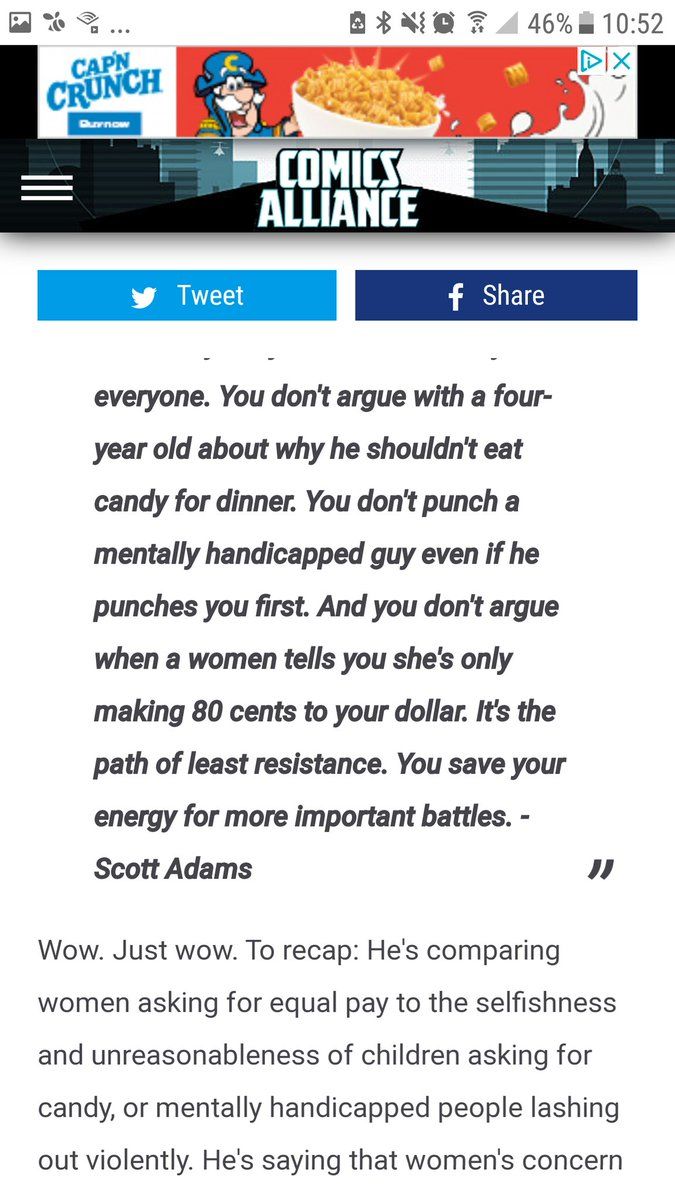 ... 46% 10:52
CAP'N
CRUNCH
Buy now
COMICS
ALLIANCE
Tweet
Share
everyone. You don't argue with a four-
year old about why he shouldn't eat
candy for dinner. You don't punch a
mentally handicapped guy even if he
punches you first. And you don't argue
when a women tells you she's only
making 80 cents to your dollar. It's the
path of least resistance. You save your
energy for more important battles. -
Scott Adams
”
Wow. Just wow. To recap: He's comparing
women asking for equal pay to the selfishness
and unreasonableness of children asking for
candy, or mentally handicapped people lashing
out violently. He's saying that women's concern